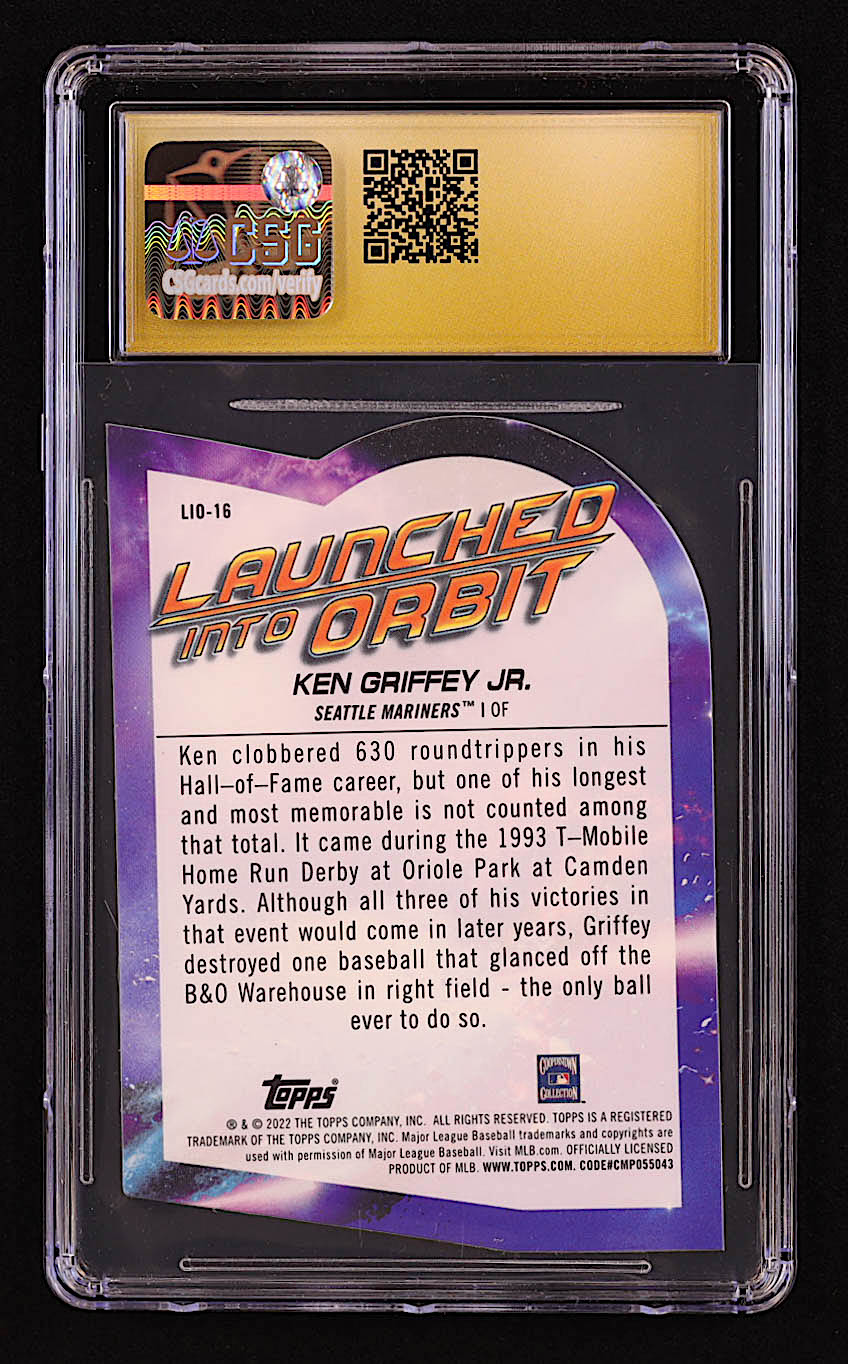 CSG
CSGcards.com/verify
LIO-16
LAUNCHED
INTO ORBIT
KEN GRIFFEY JR.
SEATTLE MARINERS™ | OF
Ken clobbered 630 roundtrippers in his
Hall–of–Fame career, but one of his longest
and most memorable is not counted among
that total. It came during the 1993 T–Mobile
Home Run Derby at Oriole Park at Camden
Yards. Although all three of his victories in
that event would come in later years, Griffey
destroyed one baseball that glanced off the
B&O Warehouse in right field - the only ball
ever to do so.
topps®
COOPERSTOWN
COLLECTION™
® & © 2022 THE TOPPS COMPANY, INC. ALL RIGHTS RESERVED. TOPPS IS A REGISTERED
TRADEMARK OF THE TOPPS COMPANY, INC. Major League Baseball trademarks and copyrights are
used with permission of Major League Baseball. Visit MLB.com. OFFICIALLY LICENSED
PRODUCT OF MLB. WWW.TOPPS.COM. CODE#CMP055043